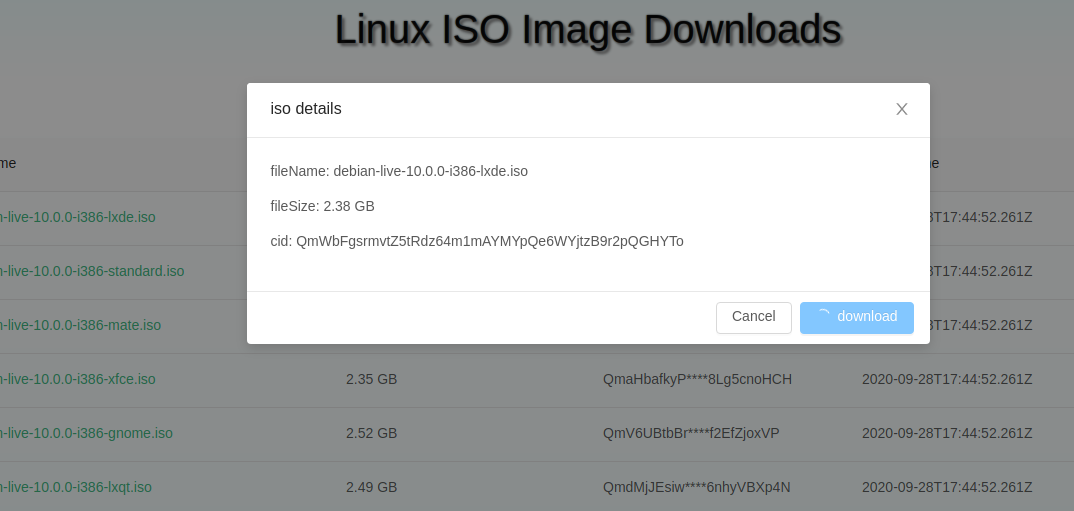 Linux ISO Image Downloads
iso details
me
e
fileName: debian-live-10.0.0-i386-lxde.iso
fileSize: 2.38 GB
cid: QmWbFgsrmvtZ5tRdz64m1mAYMYpQe6WYjtzB9r2pQGHYTo
Cancel
download
n-live-10.0.0-i386-lxde.iso
8T17:44:52.261Z
n-live-10.0.0-i386-standard.iso
8T17:44:52.261Z
n-live-10.0.0-i386-mate.iso
8T17:44:52.261Z
n-live-10.0.0-i386-xfce.iso 2.35 GB QmaHbafkyP****8Lg5cnoHCH 2020-09-28T17:44:52.261Z
n-live-10.0.0-i386-gnome.iso 2.52 GB QmV6UBtbBr****f2EfZjoxVP 2020-09-28T17:44:52.261Z
n-live-10.0.0-i386-lxqt.iso 2.49 GB QmdMjJEsiw****6nhyVBXp4N 2020-09-28T17:44:52.261Z